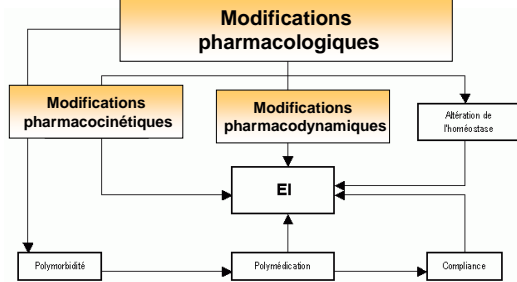 Modifications
pharmacologiques
Modifications
pharmacocinétiques
Modifications
pharmacodynamiques
Altération de
l'homéostase
EI
Polymorbidité
Polymédication
Compliance